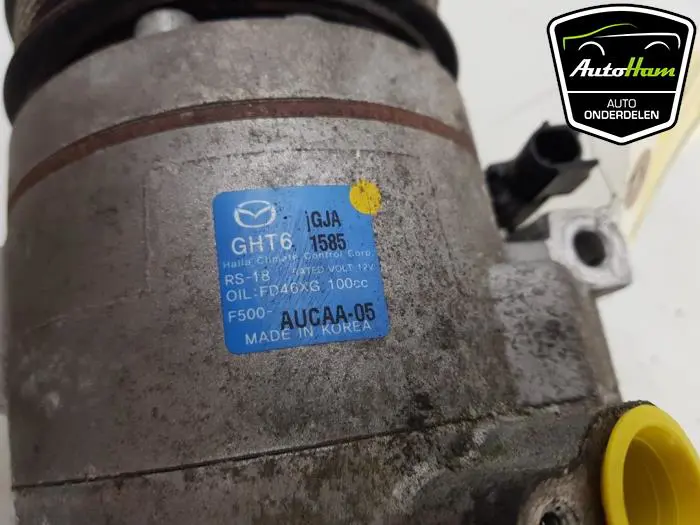 AutoHam
AUTO
ONDERDELEN
jGJA
GHT6 1585
Halla Climate Control Corp.
RS-18 RATED VOLT 12V
OIL:FD46XG 100cc
F500- AUCAA-05
MADE IN KOREA